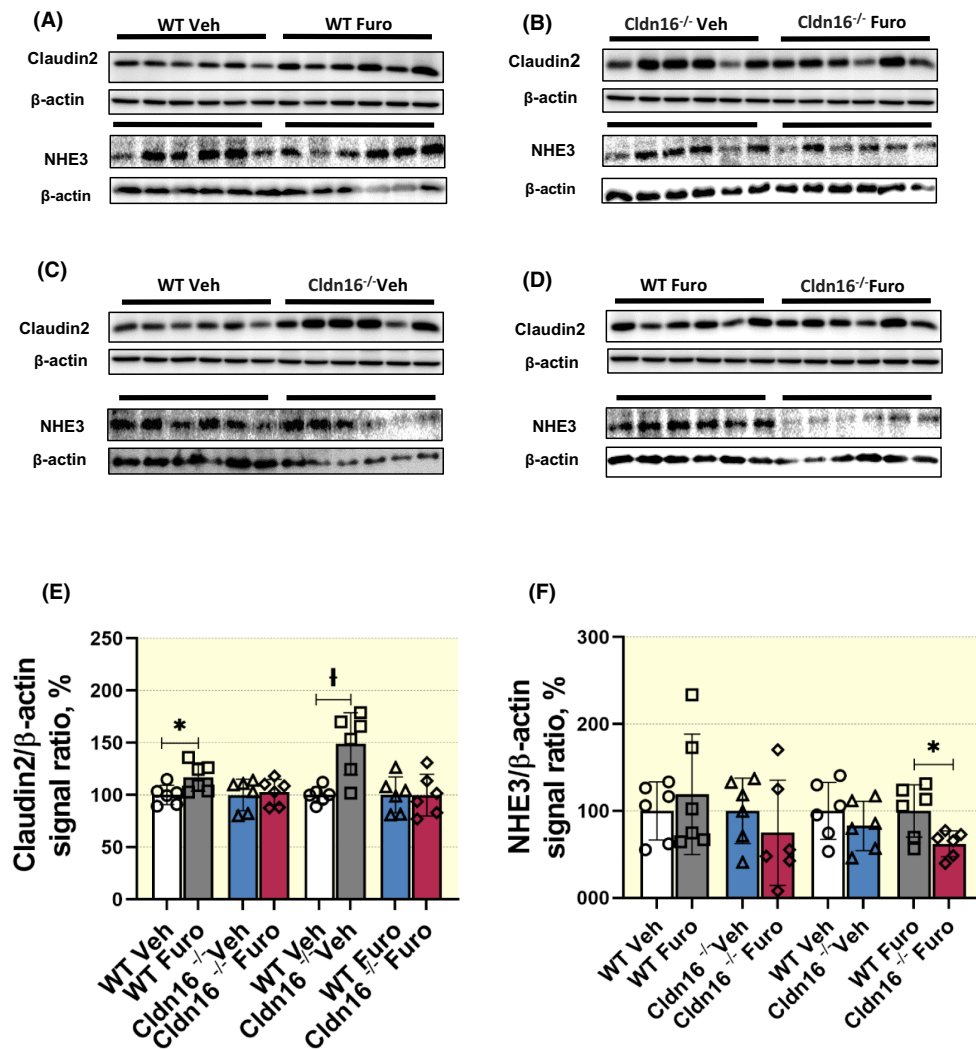 (A)
WT Veh
WT Furo
Claudin2
β-actin
NHE3
β-actin
(B)
Cldn16-/- Veh
Cldn16-/- Furo
Claudin2
β-actin
NHE3
β-actin
(C)
WT Veh
Cldn16-/-Veh
Claudin2
β-actin
NHE3
β-actin
(D)
WT Furo
Cldn16-/-Furo
Claudin2
β-actin
NHE3
β-actin
(E)
Claudin2/β-actin
signal ratio, %
250
200
150
100
50
0
*
ƚ
WT Veh
WT Furo
Cldn16 -/-Veh
Cldn16 -/- Furo
WT Veh
Cldn16 -/- Veh
WT Furo
Cldn16 -/- Furo
(F)
NHE3/β-actin
signal ratio, %
300
200
100
000
*
WT Veh
WT Furo
Cldn16 -/-Veh
Cldn16 -/- Furo
WT Veh
Cldn16 -/- Veh
WT Furo
Cldn16 -/- Furo